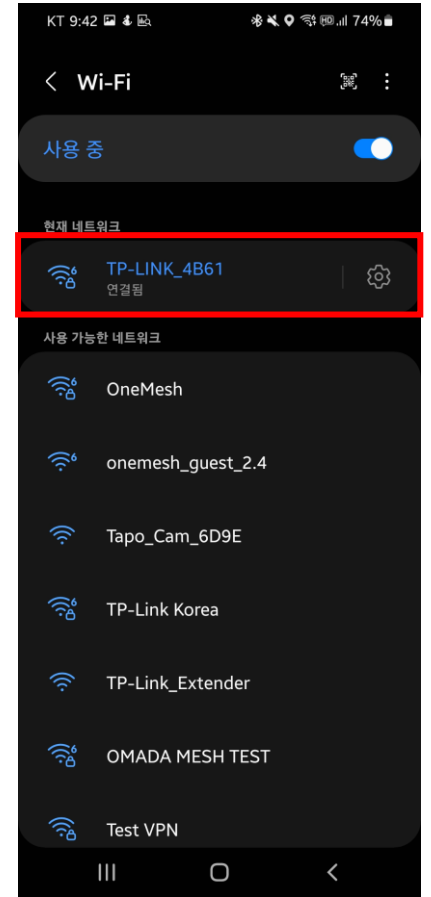 KT 9:42 74%
Wi-Fi
사용 중
현재 네트워크
TP-LINK_4B61
연결됨
사용 가능한 네트워크
OneMesh
onemesh_guest_2.4
Tapo_Cam_6D9E
TP-Link Korea
TP-Link_Extender
OMADA MESH TEST
Test VPN